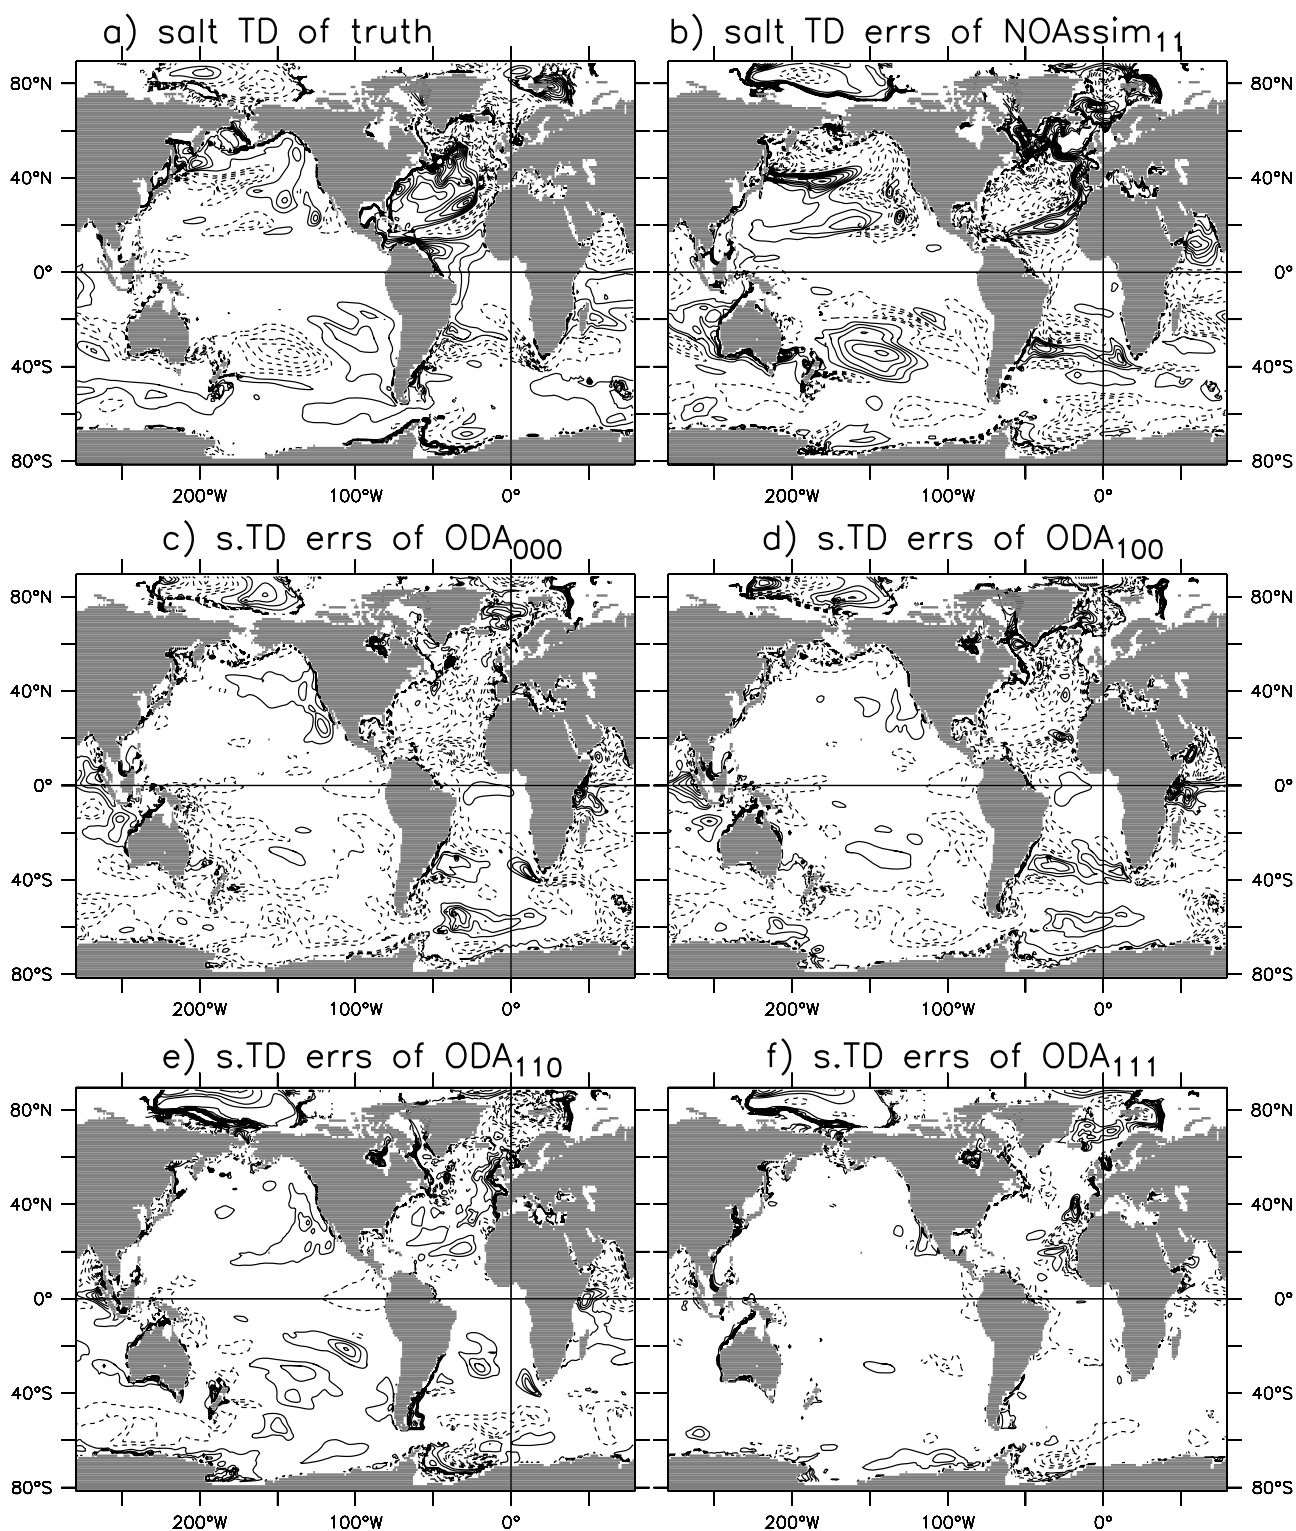 a) salt TD of truth
b) salt TD errs of NOAssim11
80°N
40°N
0°
40°S
80°S
80°N
40°N
0°
40°S
80°S
200°W 100°W 0°
200°W 100°W 0°
c) s.TD errs of ODA000
d) s.TD errs of ODA100
80°N
40°N
0°
40°S
80°S
80°N
40°N
0°
40°S
80°S
200°W 100°W 0°
200°W 100°W 0°
e) s.TD errs of ODA110
f) s.TD errs of ODA111
80°N
40°N
0°
40°S
80°S
80°N
40°N
0°
40°S
80°S
200°W 100°W 0°
200°W 100°W 0°